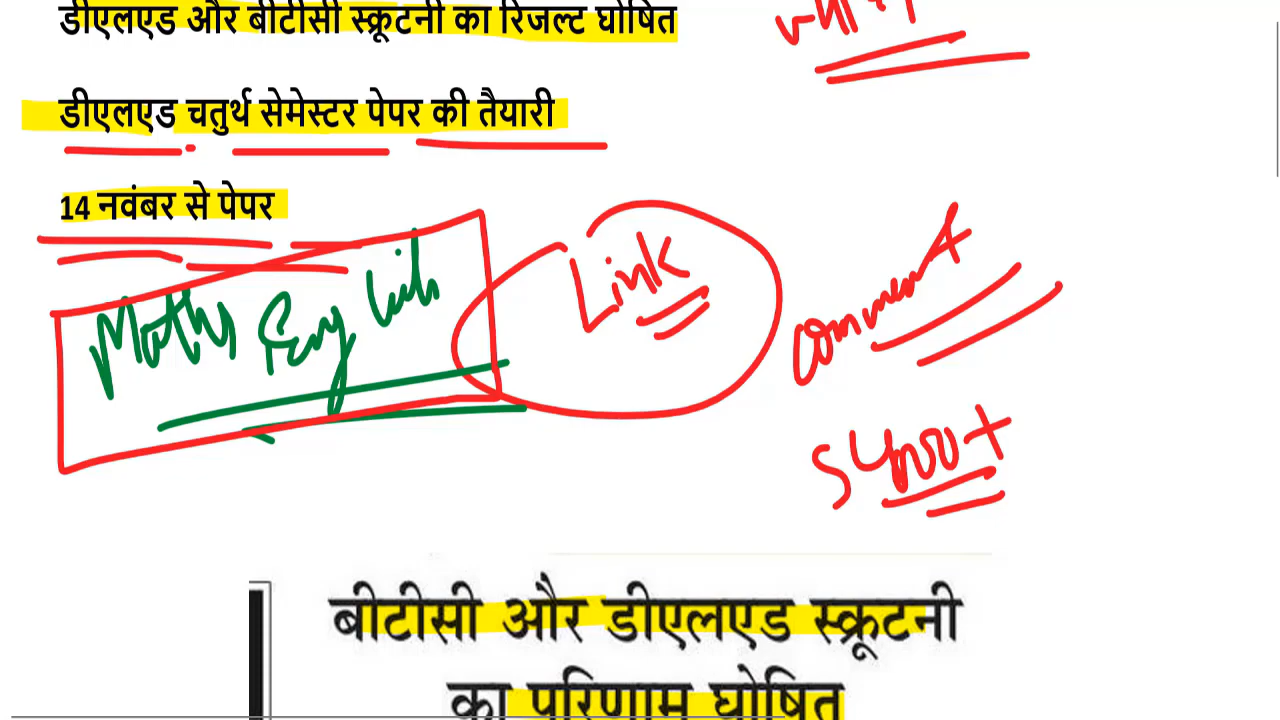 डीएलएड और बीटीसी स्क्रूटनी का रिजल्ट घोषित
डीएलएड चतुर्थ सेमेस्टर पेपर की तैयारी
14 नवंबर से पेपर
Maths Eng
Link
comment
5400+
बीटीसी और डीएलएड स्क्रूटनी
का परिणाम घोषित